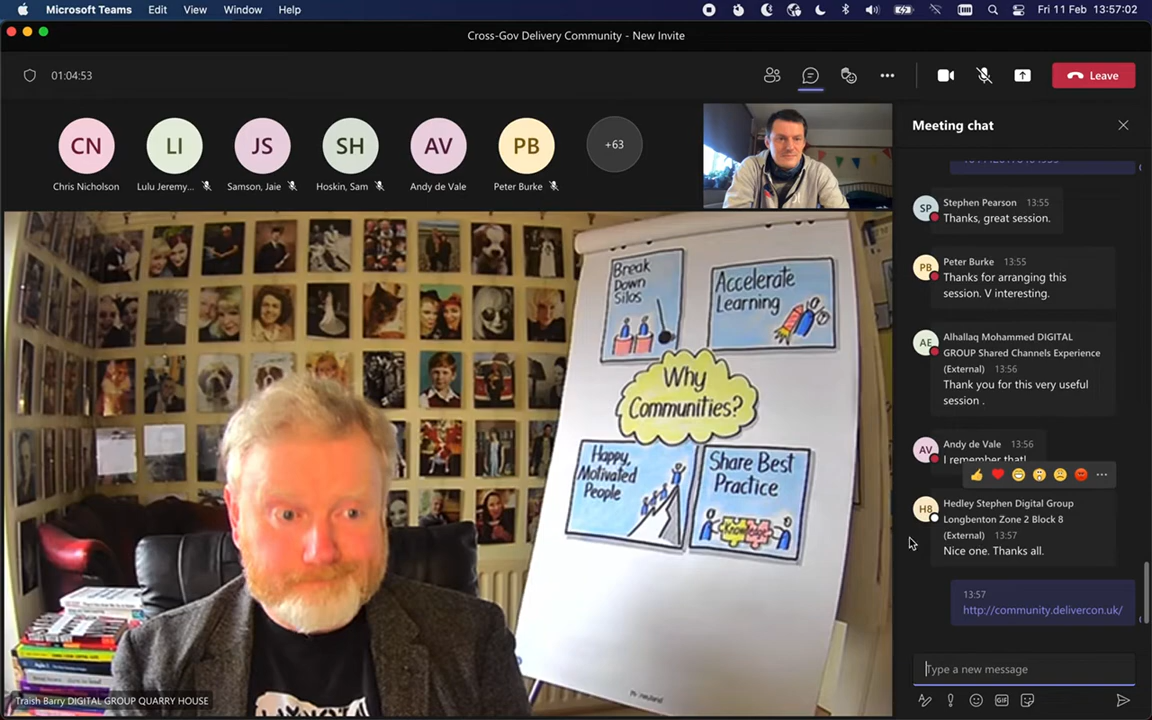 Microsoft Teams Edit View Window Help
Fri 11 Feb 13:57:02
Cross-Gov Delivery Community - New Invite
01:04:53
Leave
CN
LI
JS
SH
AV
PB
+63
Chris Nicholson
Lulu Jeremy...
Samson, Jaie
Hoskin, Sam
Andy de Vale
Peter Burke
Break
Down
Silos
Accelerate
Learning
Why
Communities?
Happy,
Motivated
People
Share Best
Practice
Traish Barry DIGITAL GROUP QUARRY HOUSE
Meeting chat
SP
Stephen Pearson 13:55
Thanks, great session.
PB
Peter Burke 13:55
Thanks for arranging this
session. V interesting.
AE
Alhallaq Mohammed DIGITAL
GROUP Shared Channels Experience
(External) 13:56
Thank you for this very useful
session .
AV
Andy de Vale 13:56
I remember that!
H8
Hedley Stephen Digital Group
Longbenton Zone 2 Block 8
(External) 13:57
Nice one. Thanks all.
13:57
http://community.delivercon.uk/
Type a new message
GIF